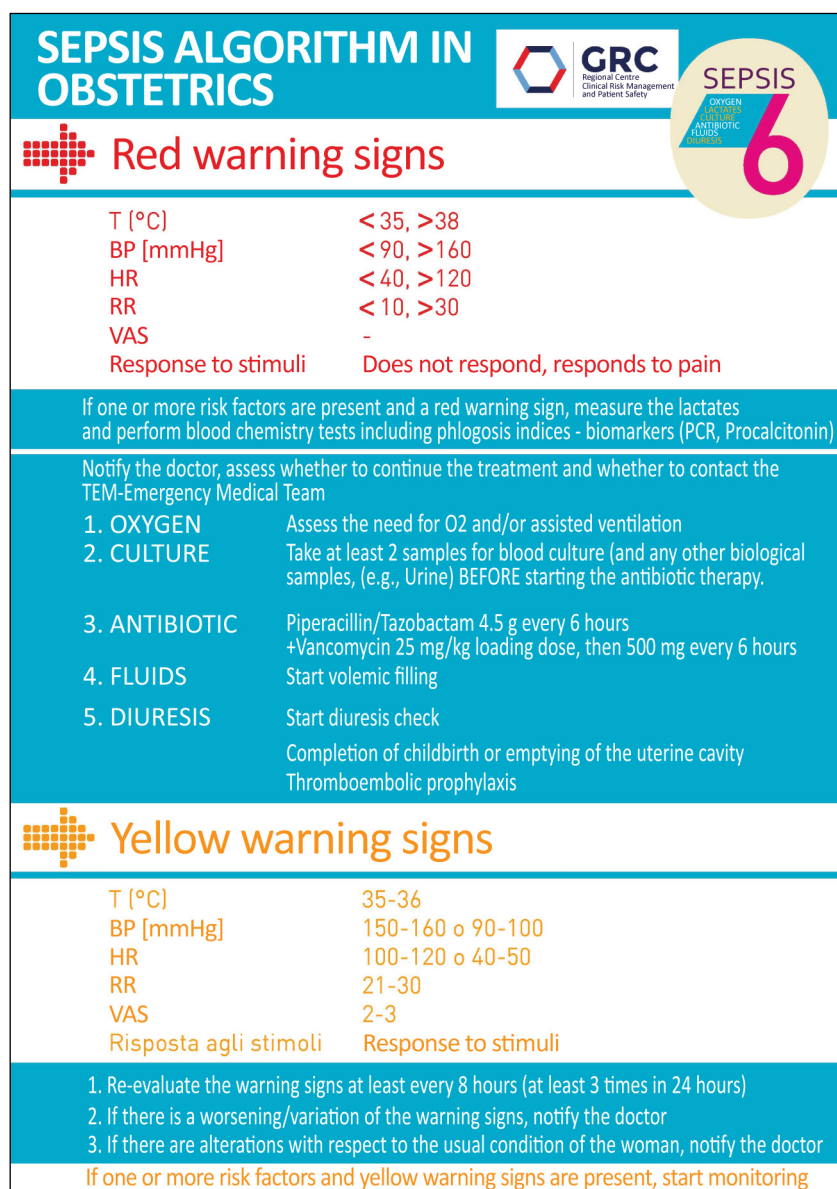 SEPSIS ALGORITHM IN
OBSTETRICS
GRC
Regional Centre
Clinical Risk Management
and Patient Safety
SEPSIS
6
OXYGEN
LACTATES
CULTURE
ANTIBIOTIC
FLUIDS
DIURESIS
Red warning signs
T (°C) < 35, >38
BP [mmHg] < 90, >160
HR < 40, >120
RR < 10, >30
VAS -
Response to stimuli Does not respond, responds to pain
If one or more risk factors are present and a red warning sign, measure the lactates
and perform blood chemistry tests including phlogosis indices - biomarkers (PCR, Procalcitonin)
Notify the doctor, assess whether to continue the treatment and whether to contact the
TEM-Emergency Medical Team
1. OXYGEN Assess the need for O2 and/or assisted ventilation
2. CULTURE Take at least 2 samples for blood culture (and any other biological
samples, (e.g., Urine) BEFORE starting the antibiotic therapy.
3. ANTIBIOTIC Piperacillin/Tazobactam 4.5 g every 6 hours
+Vancomycin 25 mg/kg loading dose, then 500 mg every 6 hours
4. FLUIDS Start volemic filling
5. DIURESIS Start diuresis check
Completion of childbirth or emptying of the uterine cavity
Thromboembolic prophylaxis
Yellow warning signs
T (°C) 35-36
BP [mmHg] 150-160 o 90-100
HR 100-120 o 40-50
RR 21-30
VAS 2-3
Risposta agli stimoli Response to stimuli
1. Re-evaluate the warning signs at least every 8 hours (at least 3 times in 24 hours)
2. If there is a worsening/variation of the warning signs, notify the doctor
3. If there are alterations with respect to the usual condition of the woman, notify the doctor
If one or more risk factors and yellow warning signs are present, start monitoring